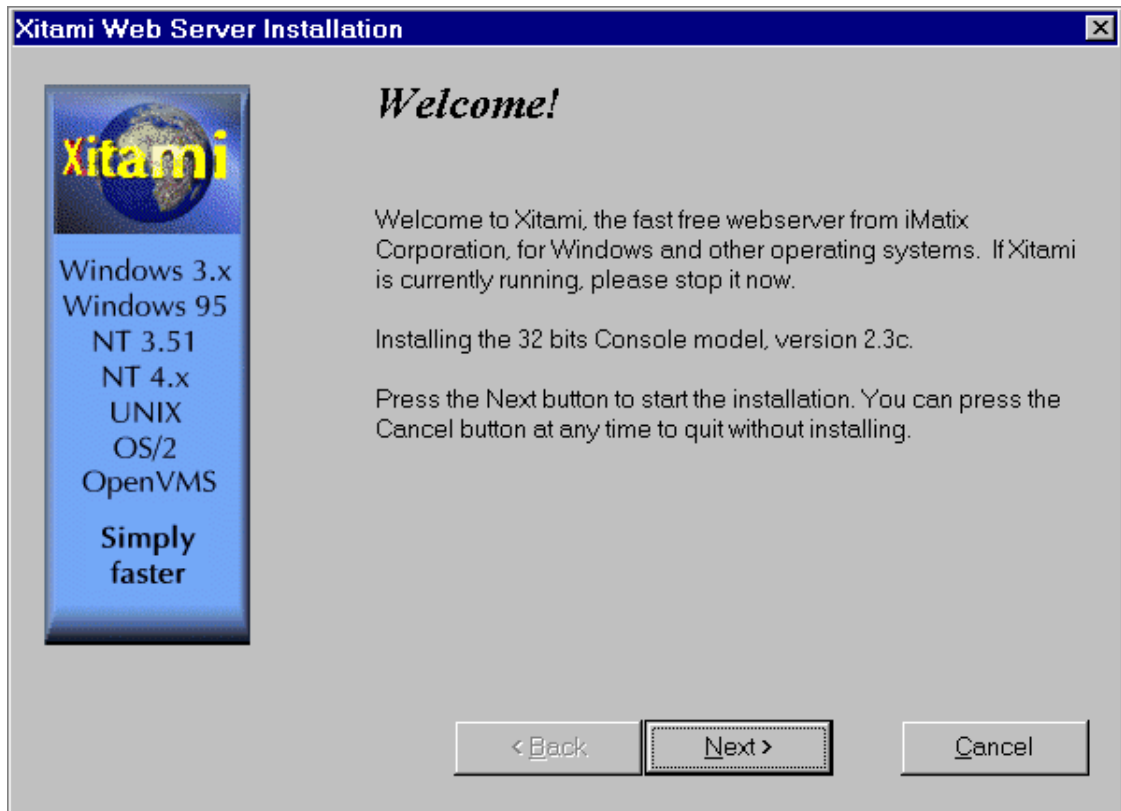 Xitami Web Server Installation
Xitami
Windows 3.x
Windows 95
NT 3.51
NT 4.x
UNIX
OS/2
OpenVMS
Simply
faster
Welcome!
Welcome to Xitami, the fast free webserver from iMatix
Corporation, for Windows and other operating systems.  If Xitami
is currently running, please stop it now.
Installing the 32 bits Console model, version 2.3c.
Press the Next button to start the installation. You can press the
Cancel button at any time to quit without installing.
< Back
Next >
Cancel